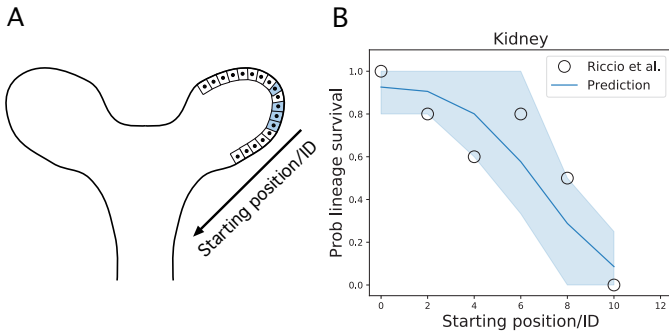 A
Starting position/ID
B
Kidney
Riccio et al.
Prediction
Prob lineage survival
1.0
0.8
0.6
0.4
0.2
0.0
0
2
4
6
8
10
12
Starting position/ID